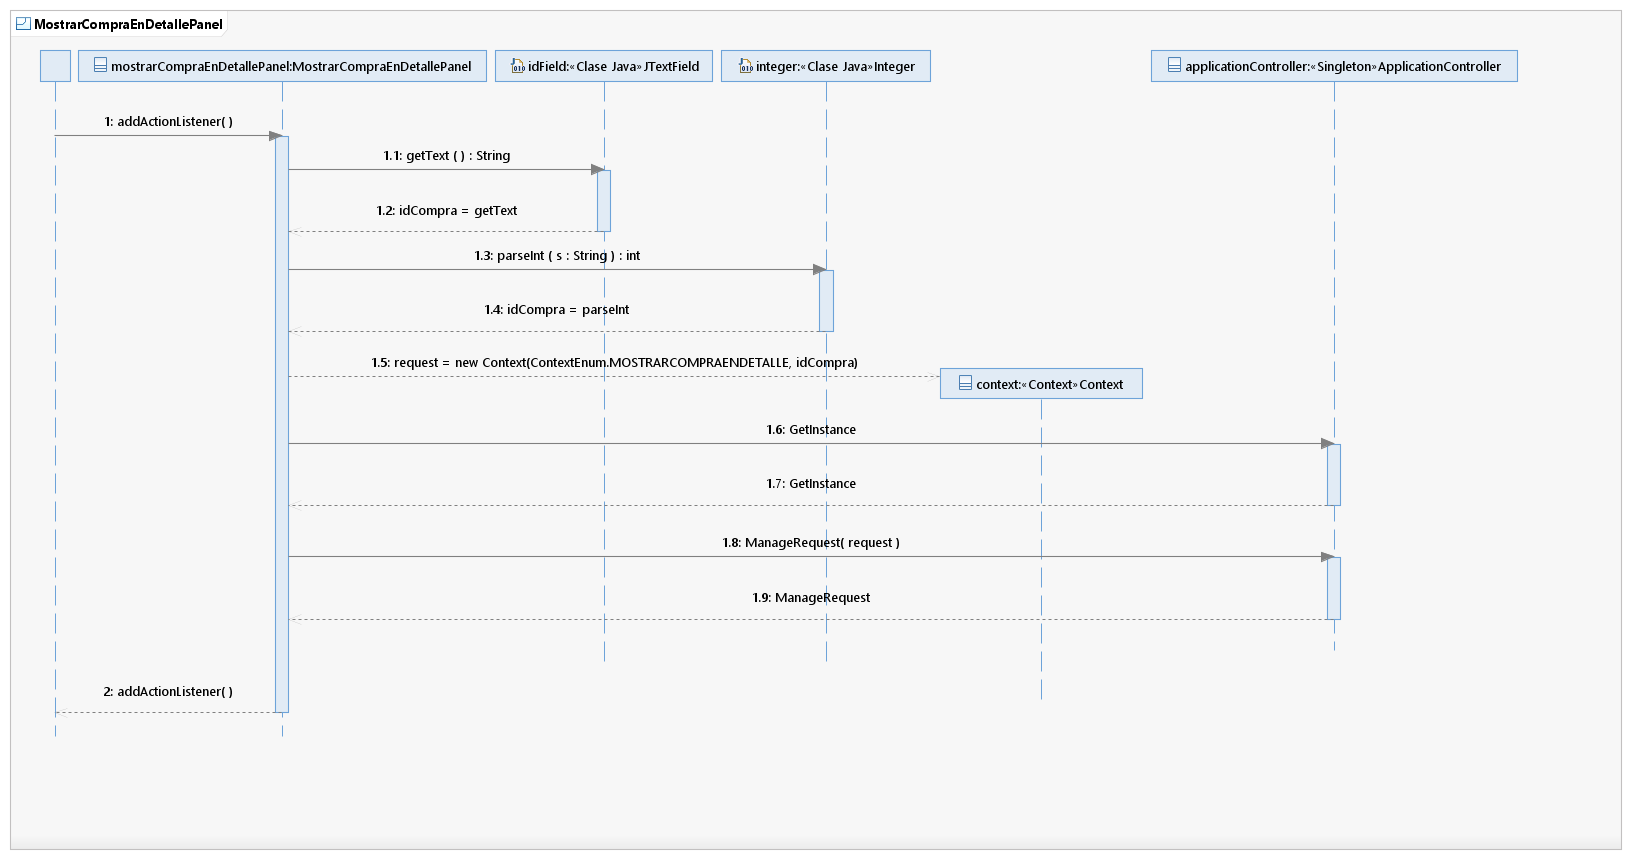 MostrarCompraEnDetallePanel
mostrarCompraEnDetallePanel:MostrarCompraEnDetallePanel
idField:«Clase Java»JTextField
integer:«Clase Java»Integer
applicationController:«Singleton»ApplicationController
1: addActionListener( )
1.1: getText ( ) : String
1.2: idCompra = getText
1.3: parseInt ( s : String ) : int
1.4: idCompra = parseInt
1.5: request = new Context(ContextEnum.MOSTRARCOMPRAENDETALLE, idCompra)
context:«Context»Context
1.6: GetInstance
1.7: GetInstance
1.8: ManageRequest( request )
1.9: ManageRequest
2: addActionListener( )